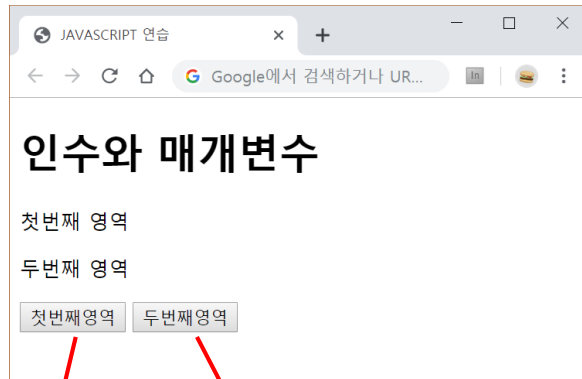 JAVASCRIPT 연습
Google에서 검색하거나 UR...
In
인수와 매개변수
첫번째 영역
두번째 영역
첫번째영역 두번째영역